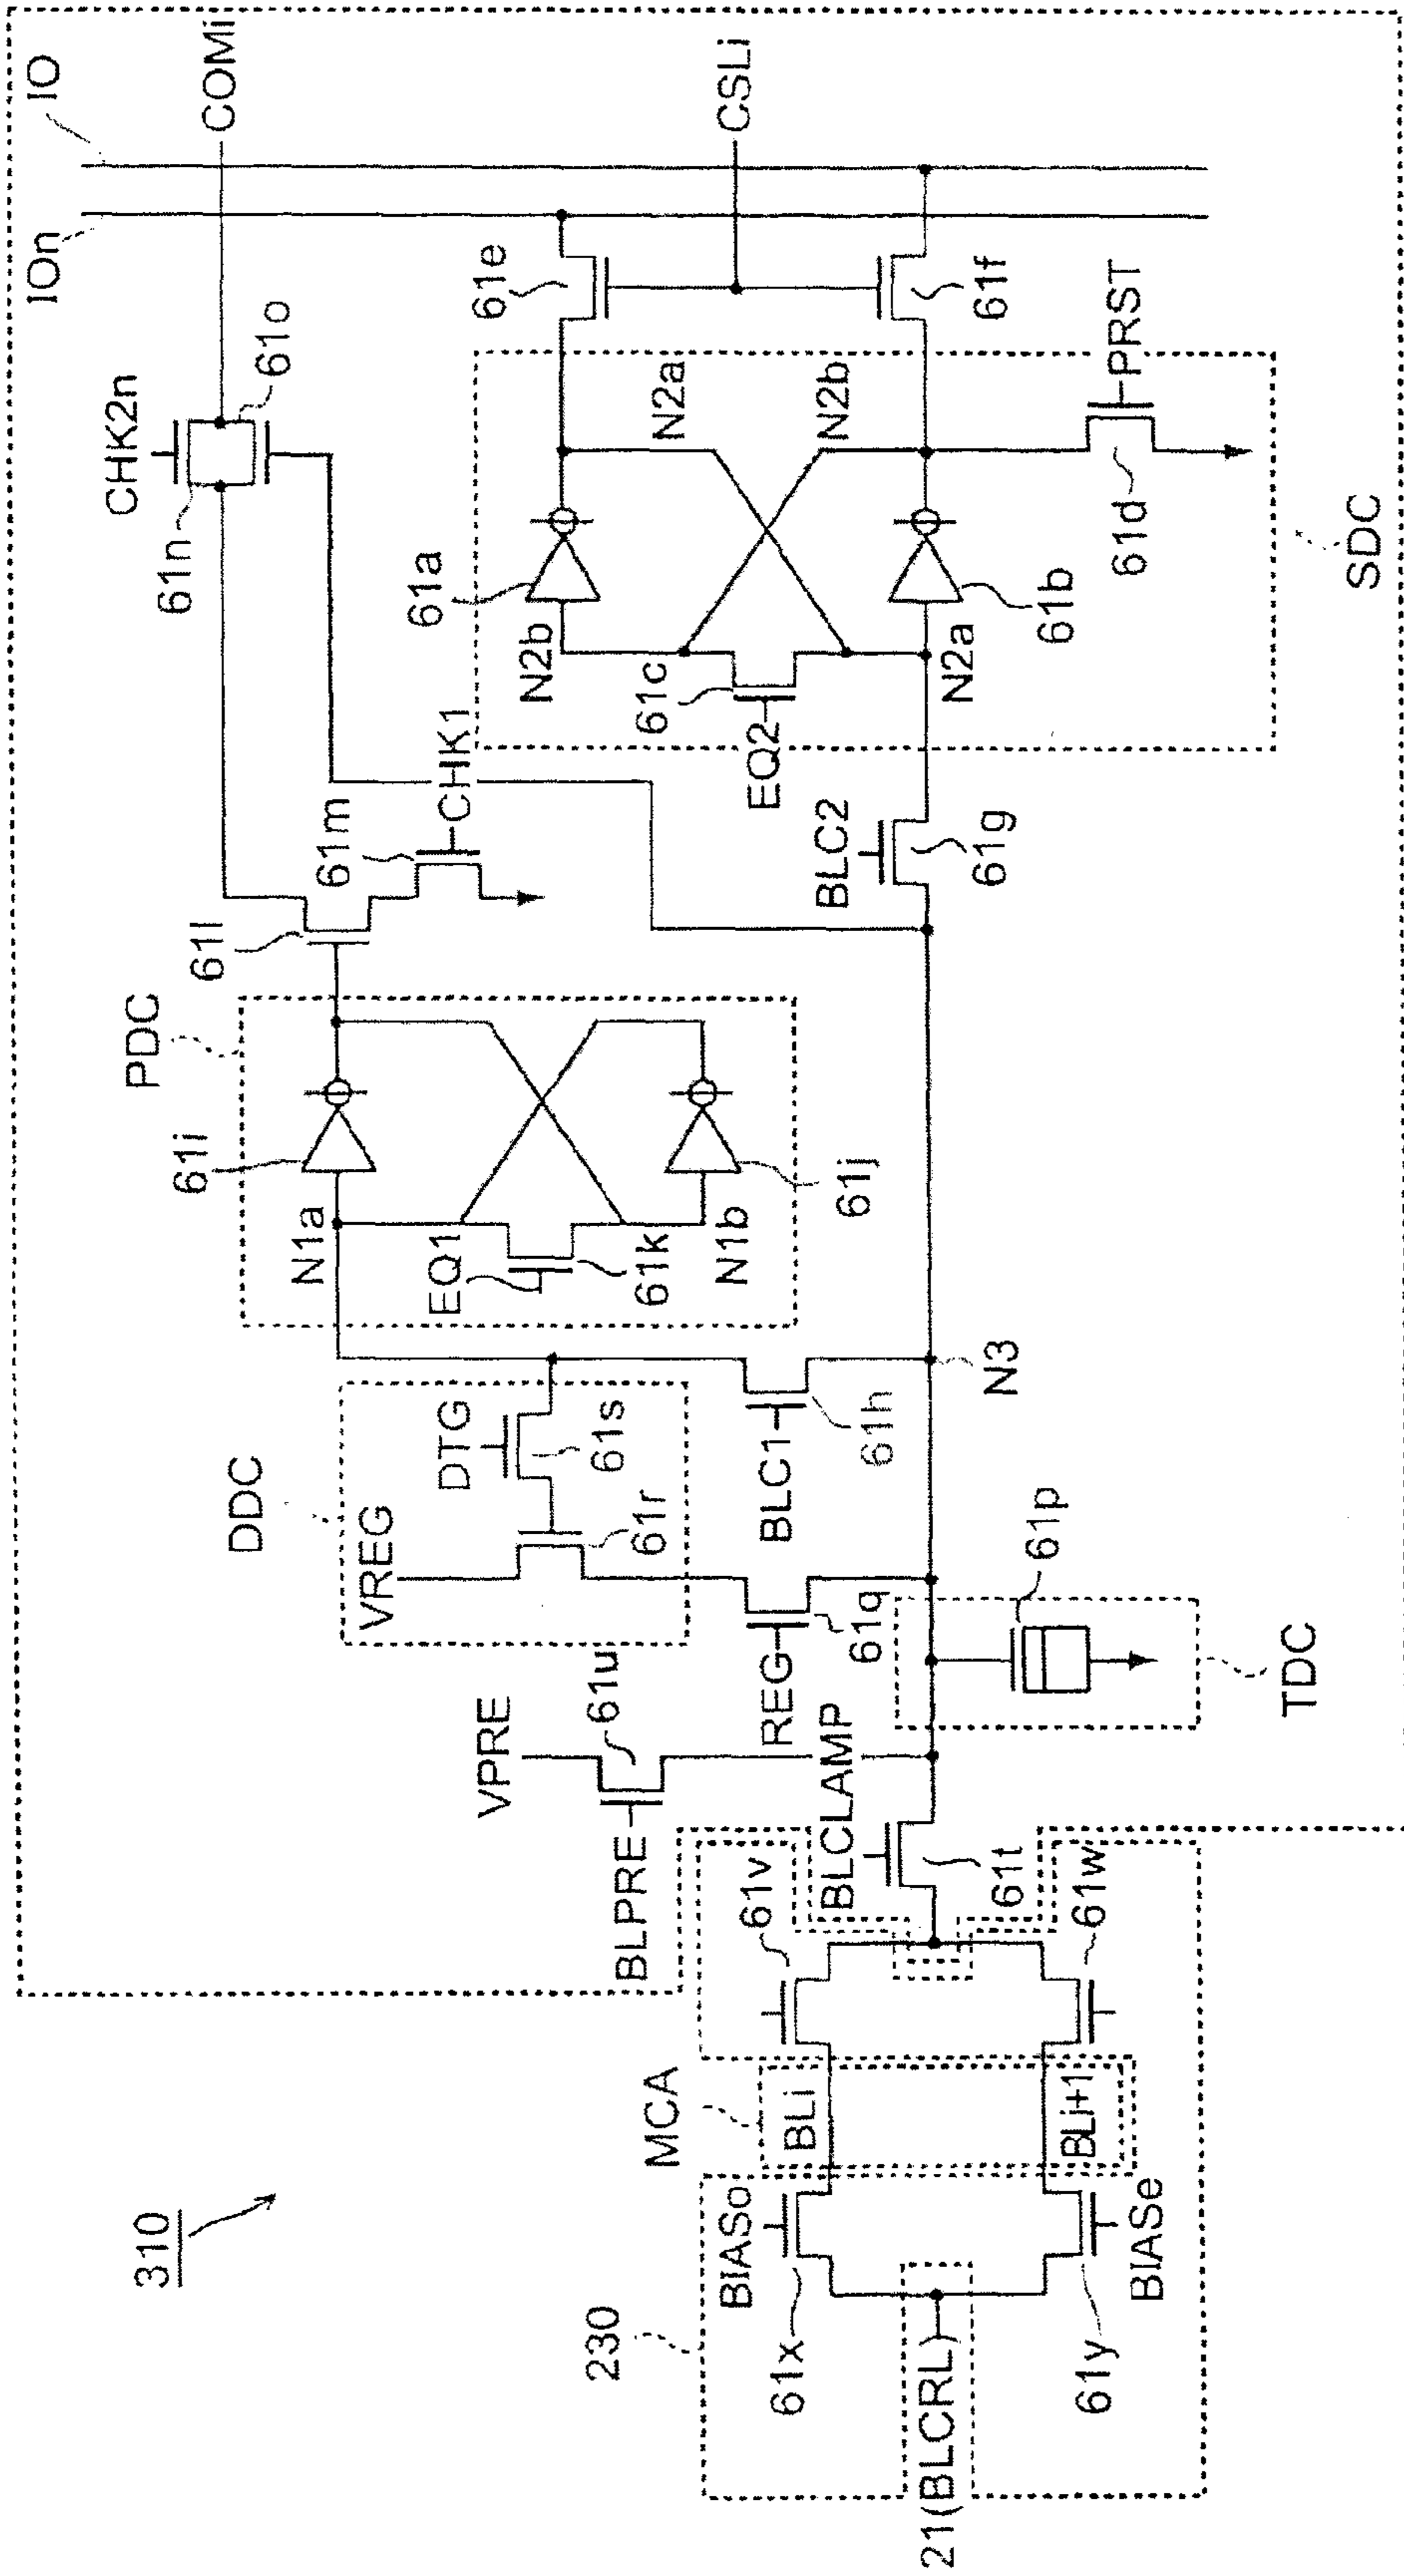 310
IO
IOn
COMi
CHK2n
61o
61n
CSLi
61e
61f
N2a
N2b
PRST
61d
SDC
61a
61b
N2b
N2a
61c
EQ2
CHK1
61m
61l
BLC2
61g
PDC
61i
61j
N1a
EQ1
61k
N1b
N3
DDC
DTG
61s
VREG
61r
BLC1
61h
REG
61q
61p
TDC
VPRE
61u
BLPRE
BLCLAMP
61t
61v
61w
MCA
BLi
BLi+1
230
BIASo
BIASe
61x
61y
21(BLCRL)